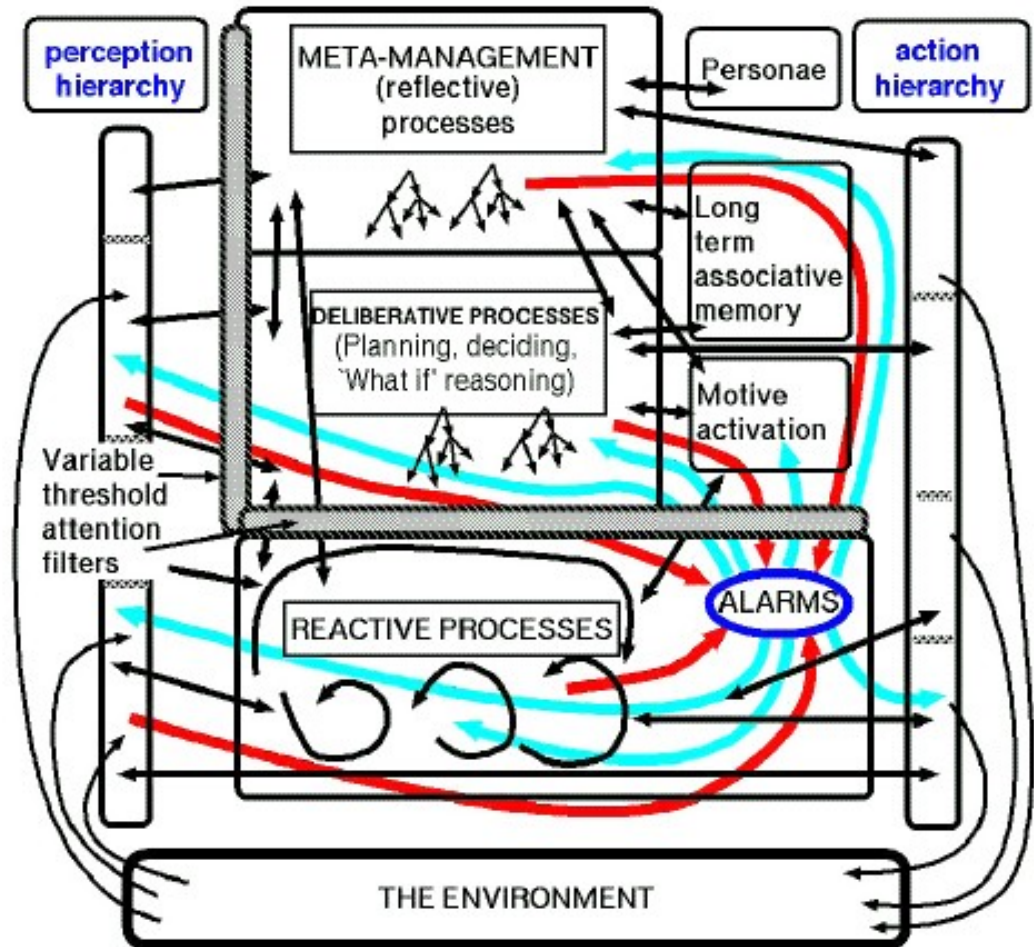 perception
hierarchy
META-MANAGEMENT
(reflective)
processes
Personae
action
hierarchy
Long
term
associative
memory
DELIBERATIVE PROCESSES
(Planning, deciding,
`What if' reasoning)
Motive
activation
Variable
threshold
attention
filters
ALARMS
REACTIVE PROCESSES
THE ENVIRONMENT